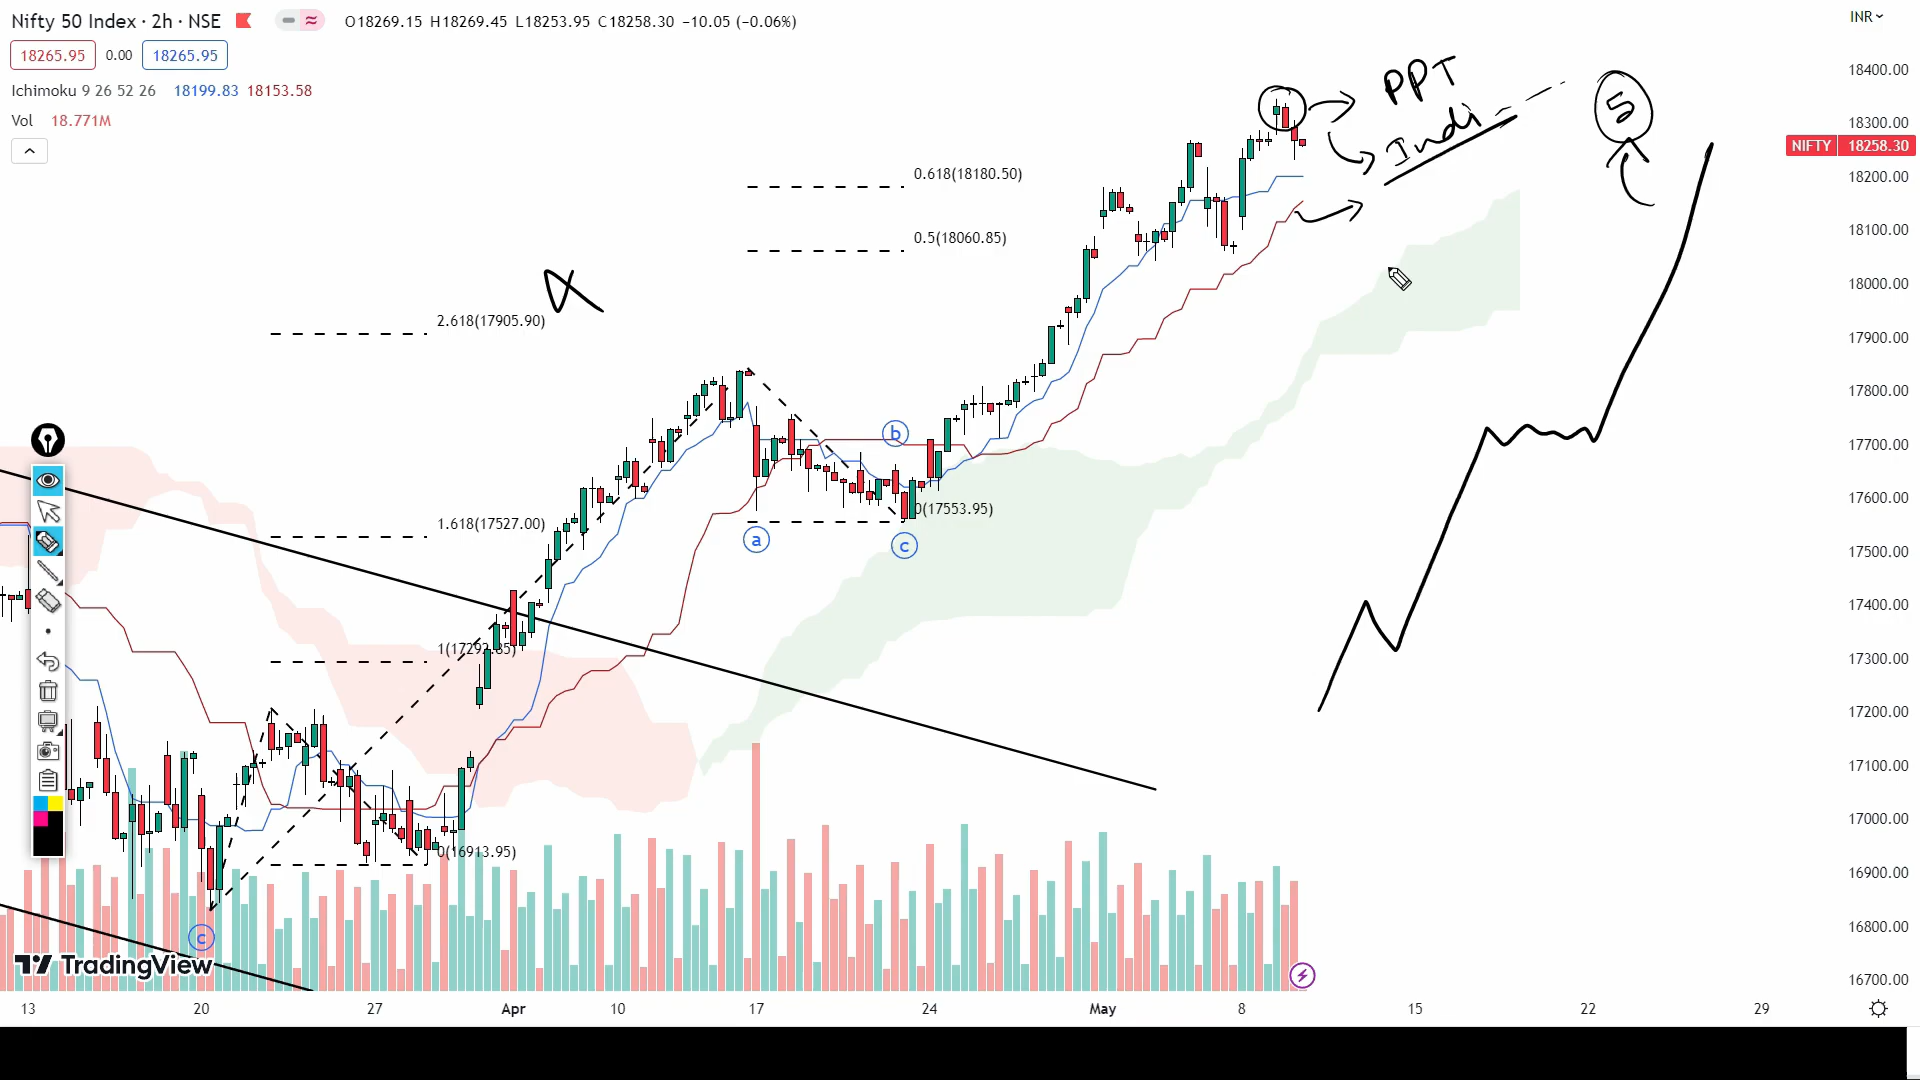 Nifty 50 Index · 2h · NSE
O18269.15 H18269.45 L18253.95 C18258.30 −10.05 (−0.06%)
INR
18265.95 0.00 18265.95
Ichimoku 9 26 52 26 18199.83 18153.58
Vol 18.771M
PPT
Indi
5
0.618(18180.50)
0.5(18060.85)
2.618(17905.90)
b
0(17553.95)
1.618(17527.00)
a
c
1(17292.85)
0(16913.95)
c
TradingView
18400.00
18300.00
NIFTY 18258.30
18200.00
18100.00
18000.00
17900.00
17800.00
17700.00
17600.00
17500.00
17400.00
17300.00
17200.00
17100.00
17000.00
16900.00
16800.00
16700.00
13 20 27 Apr 10 17 24 May 8 15 22 29